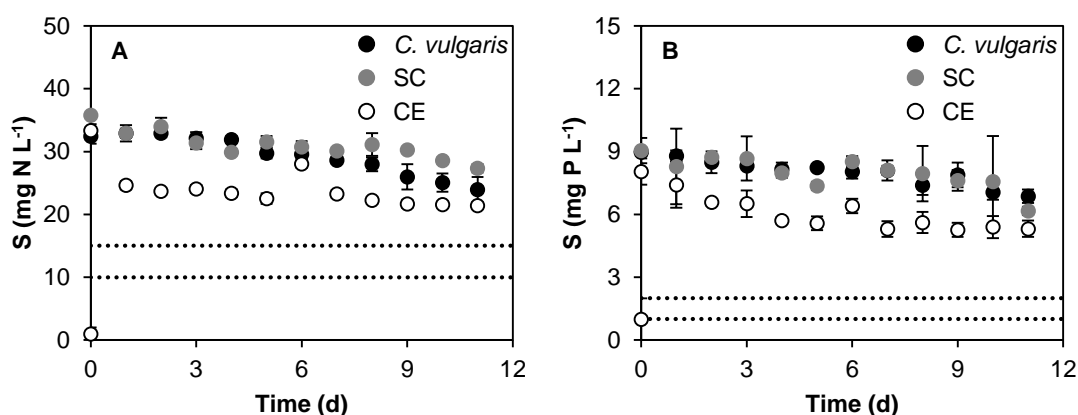 A
C. vulgaris
SC
CE
50
40
30
20
10
0
S (mg N L⁻¹)
0 3 6 9 12
Time (d)
B
C. vulgaris
SC
CE
15
12
9
6
3
0
S (mg P L⁻¹)
0 3 6 9 12
Time (d)